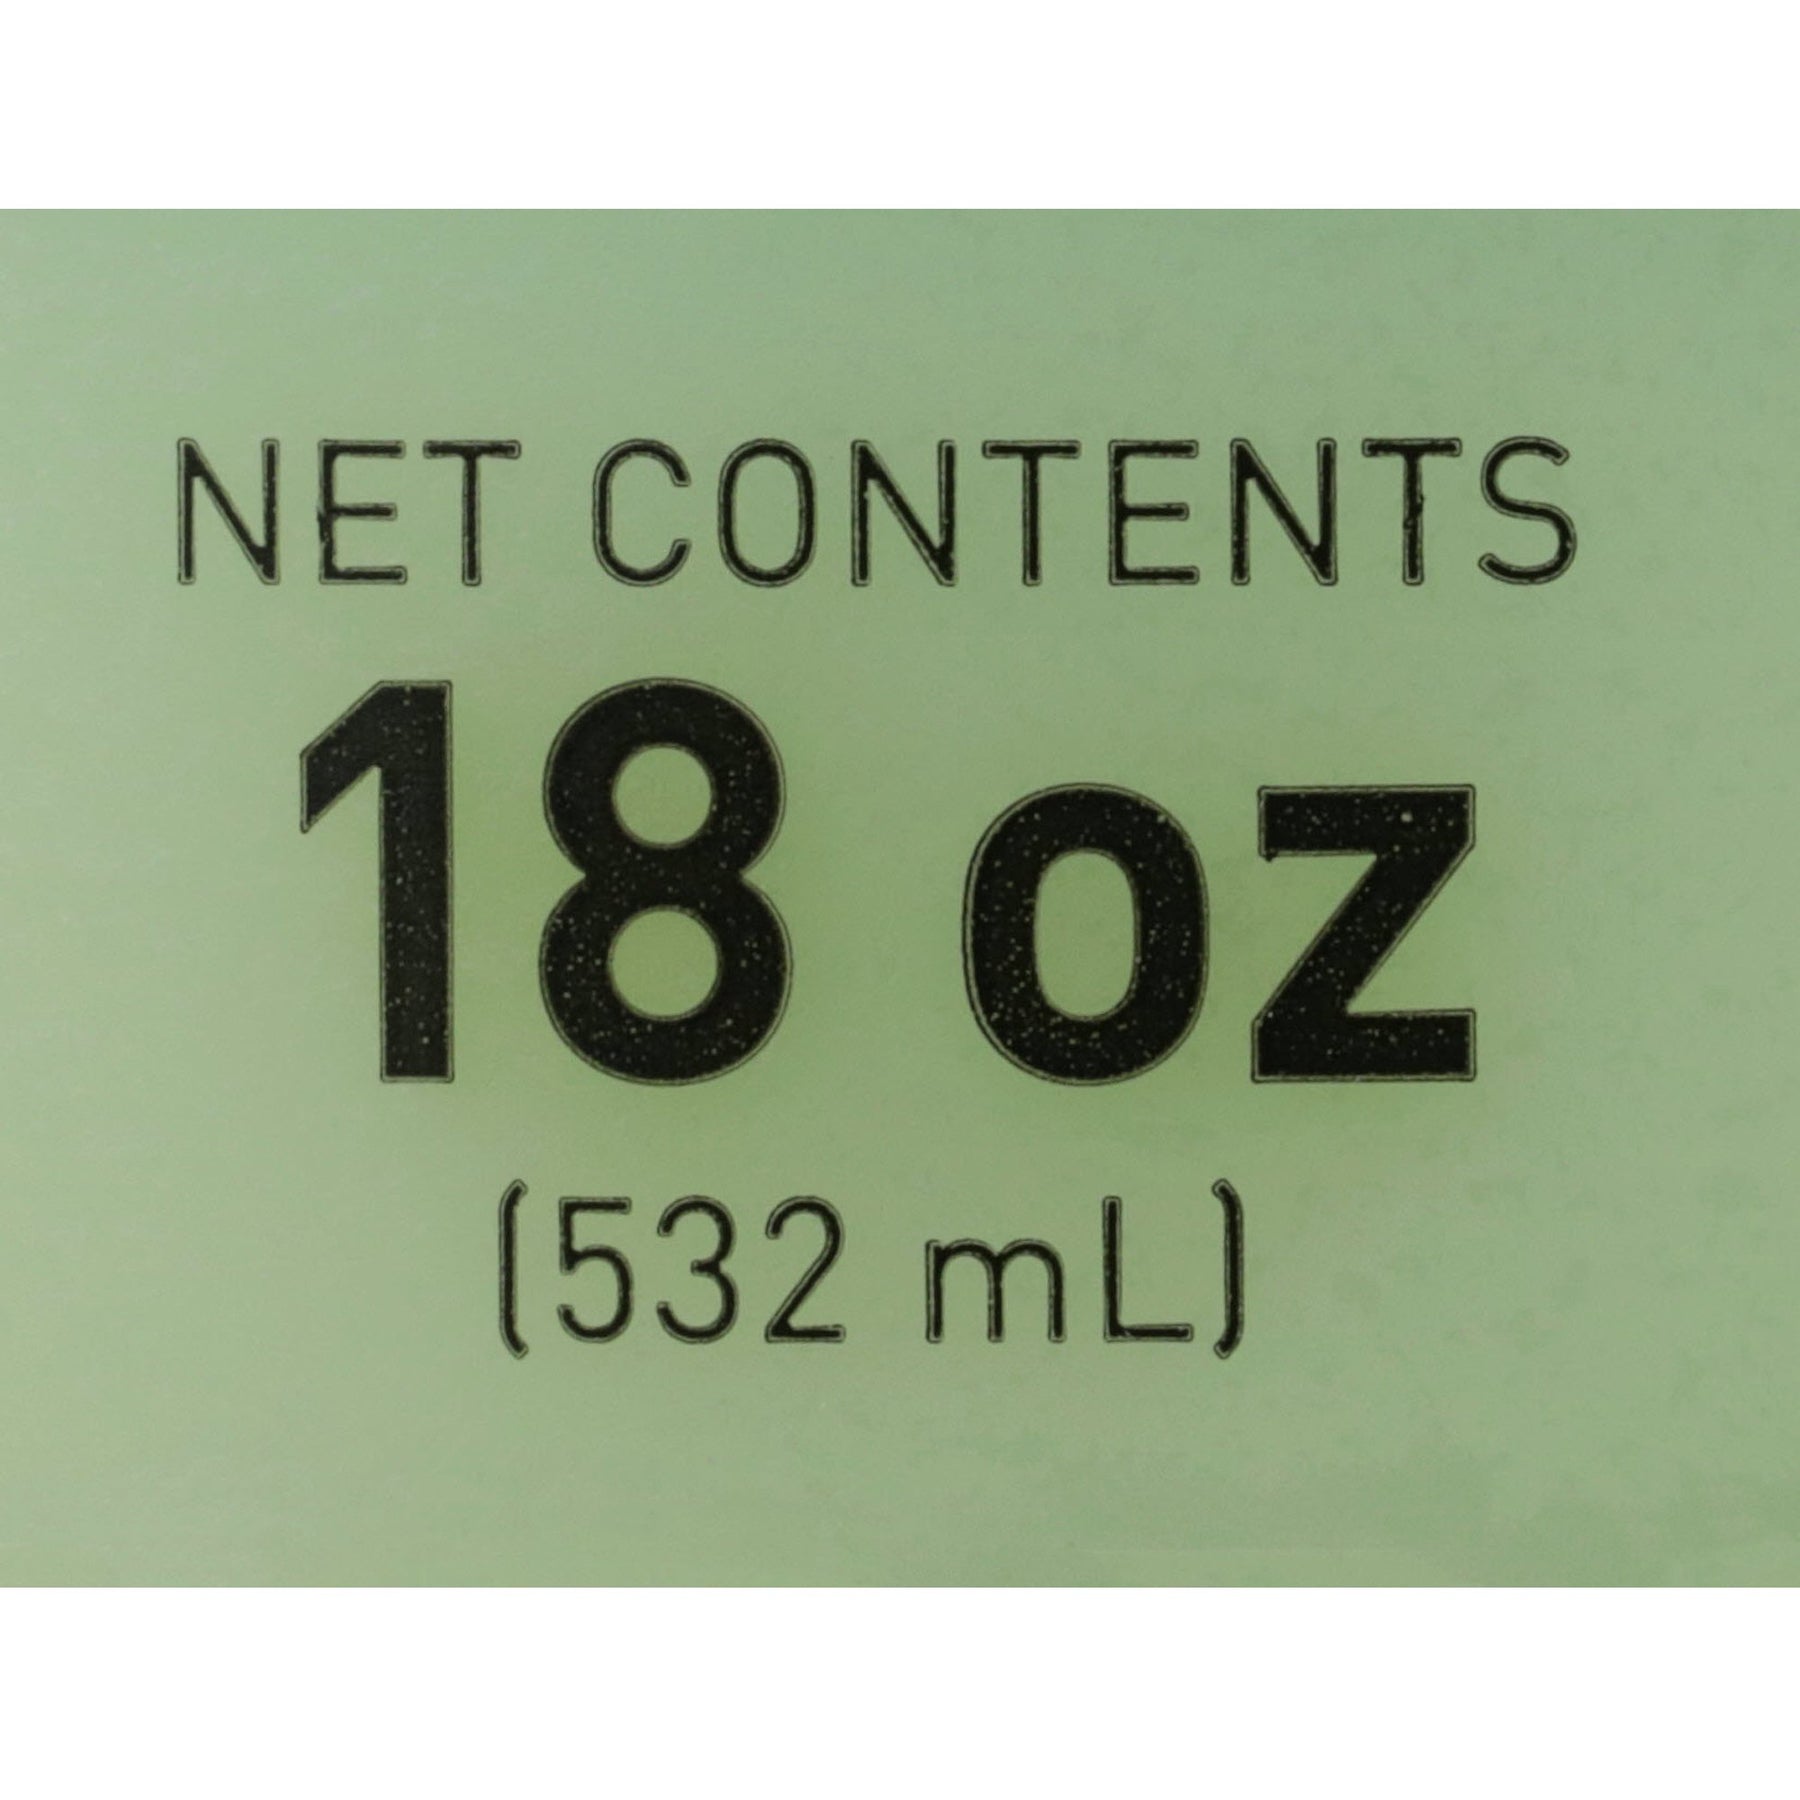 NET CONTENTS
18 oz
(532 mL)